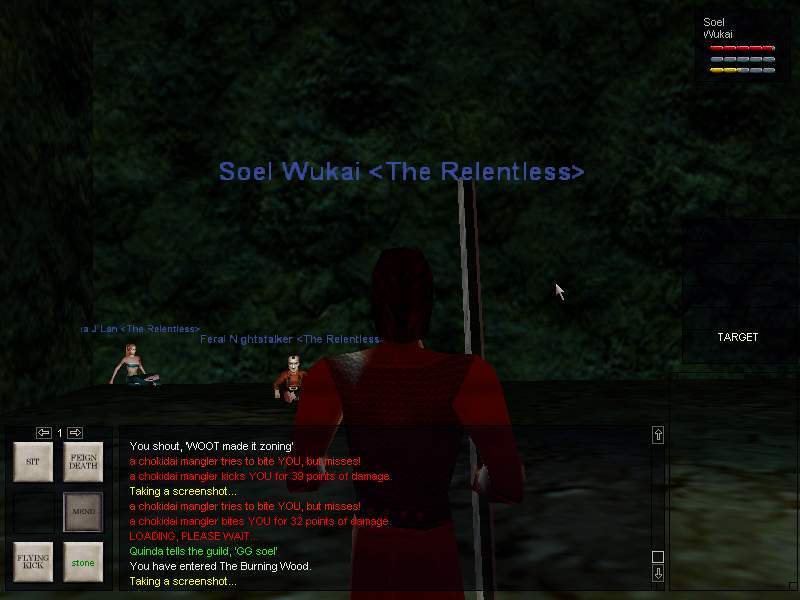 Soel
Wukai
Soel Wukai <The Relentless>
J'Lan <The Relentless>
Feral Nightstalker <The Relentless
TARGET
1
SIT
FEIGN
DEATH
MEND
FLYING
KICK
stone
You shout, 'WOOT made it zoning'
a chokidai mangler tries to bite YOU, but misses!
a chokidai mangler kicks YOU for 39 points of damage.
Taking a screenshot...
a chokidai mangler tries to bite YOU, but misses!
a chokidai mangler bites YOU for 32 points of damage.
LOADING, PLEASE WAIT...
Quinda tells the guild, 'GG soel'
You have entered The Burning Wood.
Taking a screenshot...